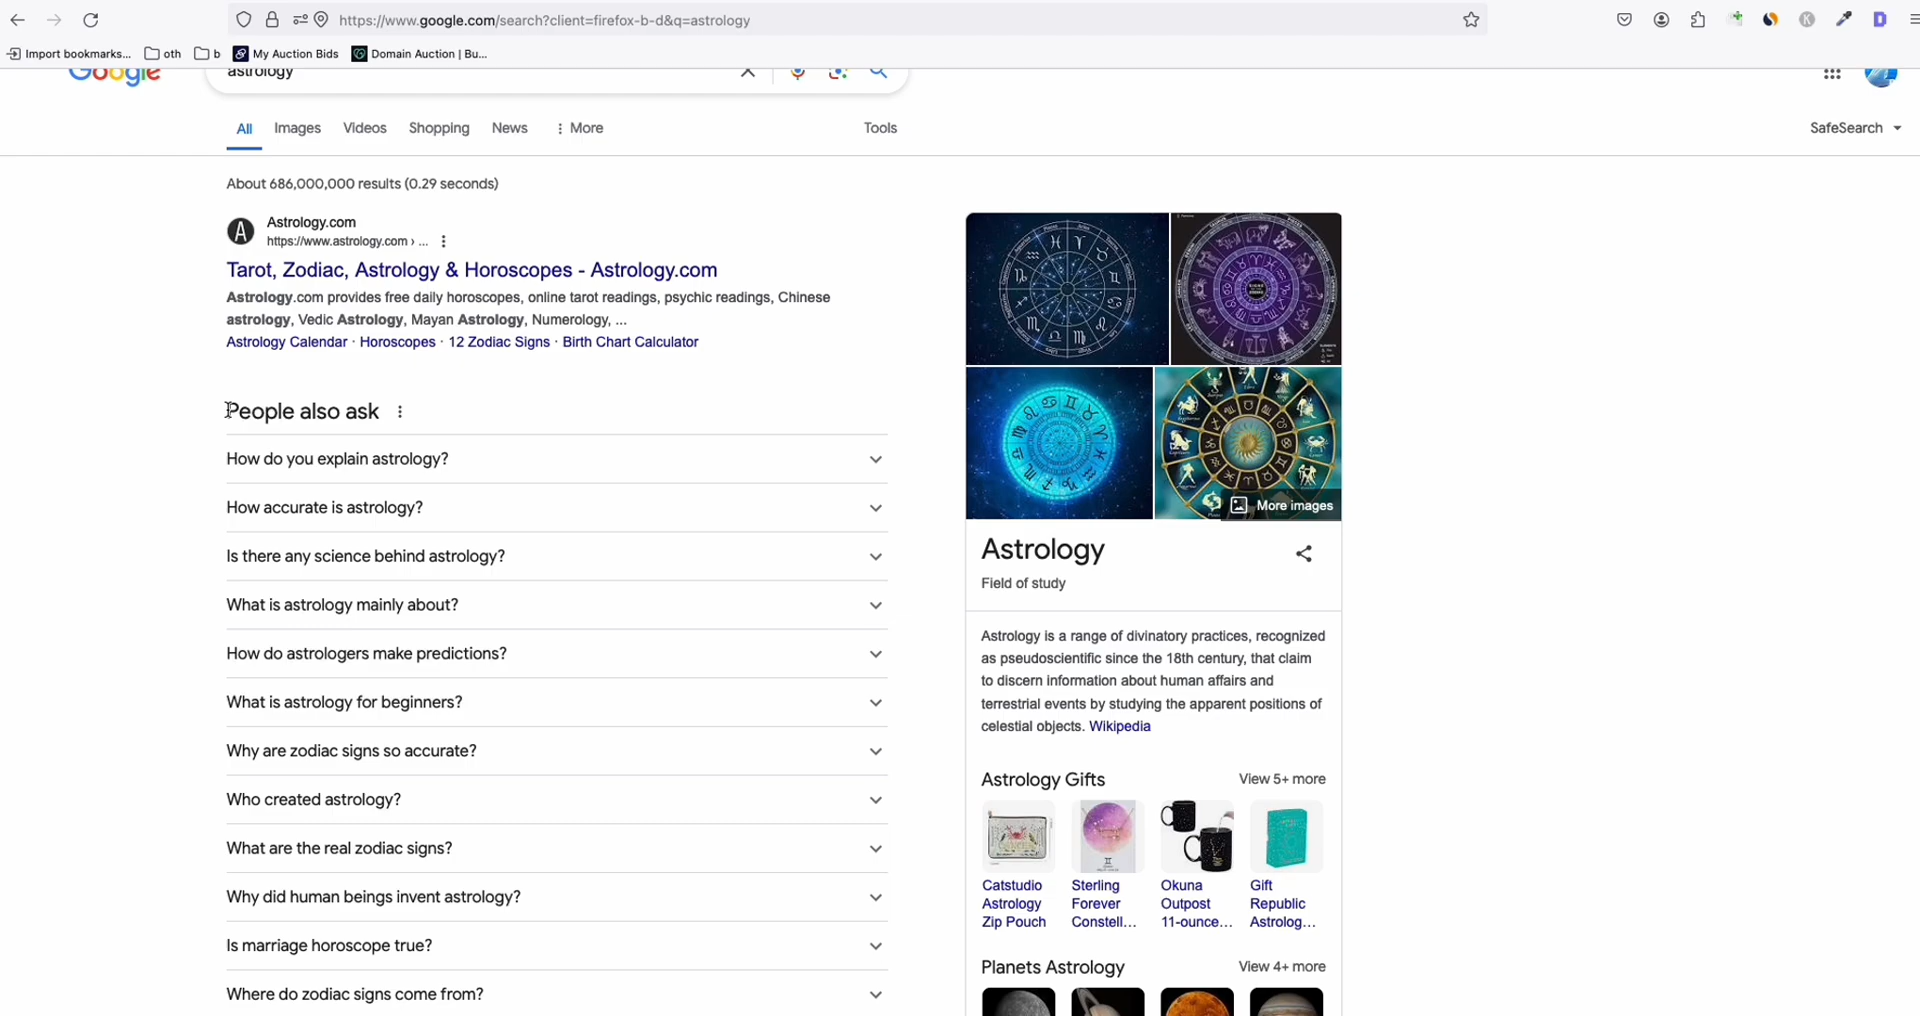 https://www.google.com/search?client=firefox-b-d&q=astrology
Import bookmarks...
oth
b
My Auction Bids
Domain Auction | Bu...
Google
astrology
All
Images
Videos
Shopping
News
More
Tools
SafeSearch
About 686,000,000 results (0.29 seconds)
A
Astrology.com
https://www.astrology.com › ...
Tarot, Zodiac, Astrology & Horoscopes - Astrology.com
Astrology.com provides free daily horoscopes, online tarot readings, psychic readings, Chinese
astrology, Vedic Astrology, Mayan Astrology, Numerology, ...
Astrology Calendar · Horoscopes · 12 Zodiac Signs · Birth Chart Calculator
People also ask
How do you explain astrology?
How accurate is astrology?
Is there any science behind astrology?
What is astrology mainly about?
How do astrologers make predictions?
What is astrology for beginners?
Why are zodiac signs so accurate?
Who created astrology?
What are the real zodiac signs?
Why did human beings invent astrology?
Is marriage horoscope true?
Where do zodiac signs come from?
More images
Astrology
Field of study
Astrology is a range of divinatory practices, recognized
as pseudoscientific since the 18th century, that claim
to discern information about human affairs and
terrestrial events by studying the apparent positions of
celestial objects. Wikipedia
Astrology Gifts
View 5+ more
Catstudio
Astrology
Zip Pouch
Sterling
Forever
Constell...
Okuna
Outpost
11-ounce...
Gift
Republic
Astrolog...
Planets Astrology
View 4+ more